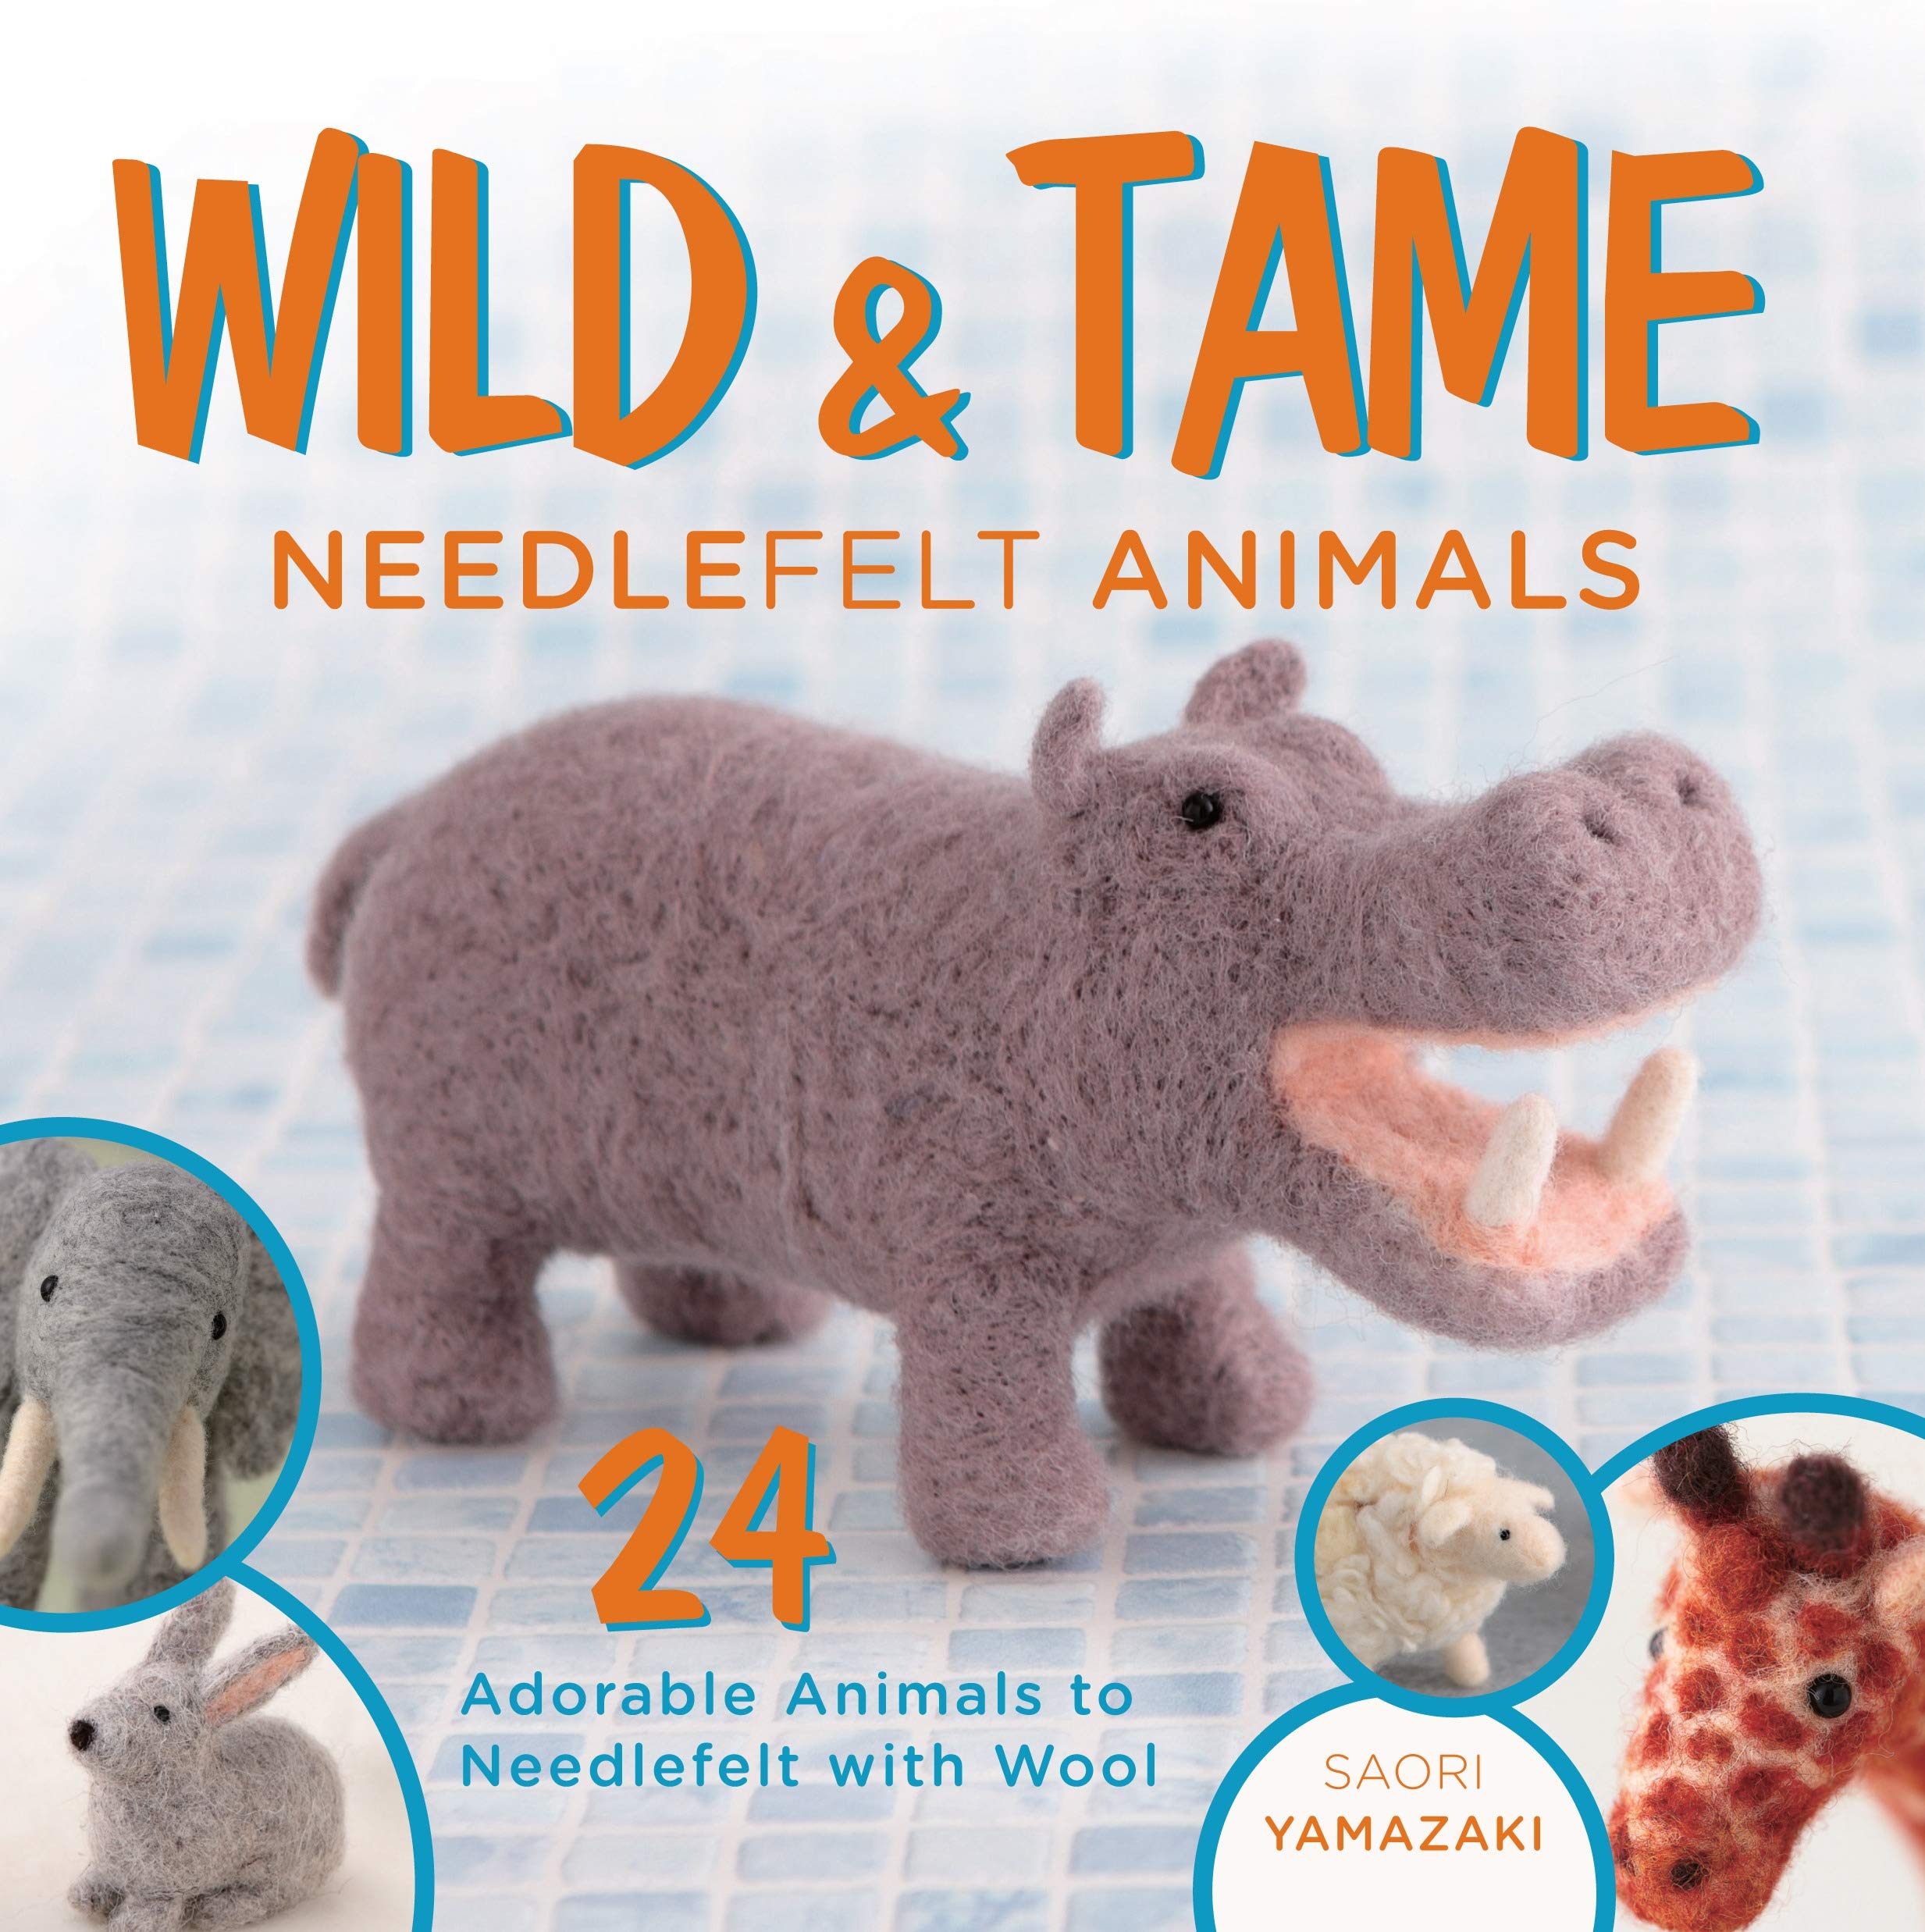 WILD & TAME
NEEDLEFELT ANIMALS
24
Adorable Animals to
Needlefelt with Wool
SAORI
YAMAZAKI